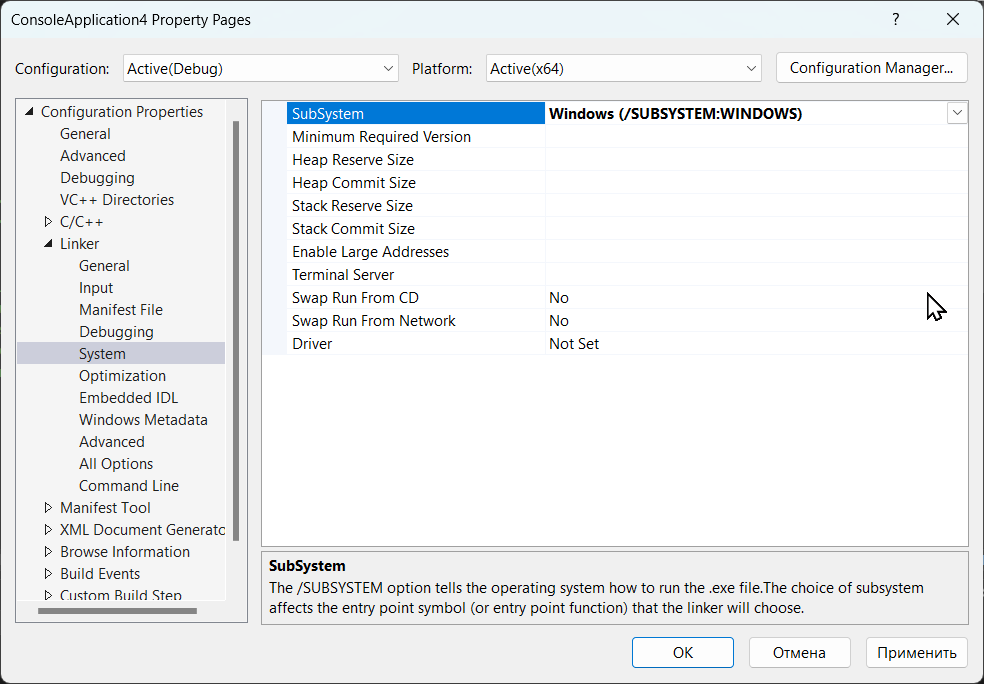 ConsoleApplication4 Property Pages ?
Configuration: Active(Debug) Platform: Active(x64) Configuration Manager...
Configuration Properties
General
Advanced
Debugging
VC++ Directories
C/C++
Linker
General
Input
Manifest File
Debugging
System
Optimization
Embedded IDL
Windows Metadata
Advanced
All Options
Command Line
Manifest Tool
XML Document Generato
Browse Information
Build Events
Custom Build Step
SubSystem Windows (/SUBSYSTEM:WINDOWS)
Minimum Required Version
Heap Reserve Size
Heap Commit Size
Stack Reserve Size
Stack Commit Size
Enable Large Addresses
Terminal Server
Swap Run From CD No
Swap Run From Network No
Driver Not Set
SubSystem
The /SUBSYSTEM option tells the operating system how to run the .exe file.The choice of subsystem
affects the entry point symbol (or entry point function) that the linker will choose.
OK Отмена Применить